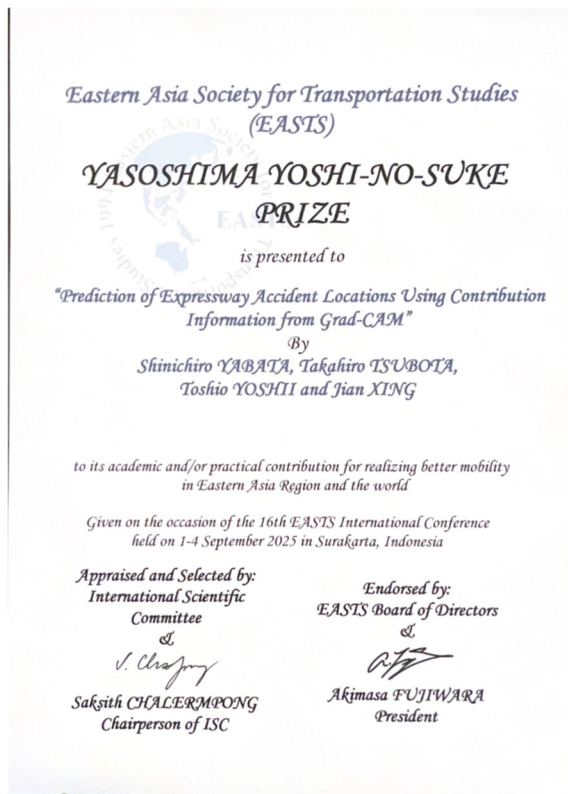 Eastern Asia Society for Transportation Studies
(EASTS)
YASOSHIMA YOSHI-NO-SUKE
PRIZE
is presented to
"Prediction of Expressway Accident Locations Using Contribution
Information from Grad-CAM"
By
Shinichiro YABATA, Takahiro TSUBOTA,
Toshio YOSHII and Jian XING
to its academic and/or practical contribution for realizing better mobility
in Eastern Asia Region and the world
Given on the occasion of the 16th EASTS International Conference
held on 1-4 September 2025 in Surakarta, Indonesia
Appraised and Selected by:
International Scientific
Committee
&
Saksith CHALERMPONG
Chairperson of ISC
Endorsed by:
EASTS Board of Directors
&
Akimasa FUJIWARA
President